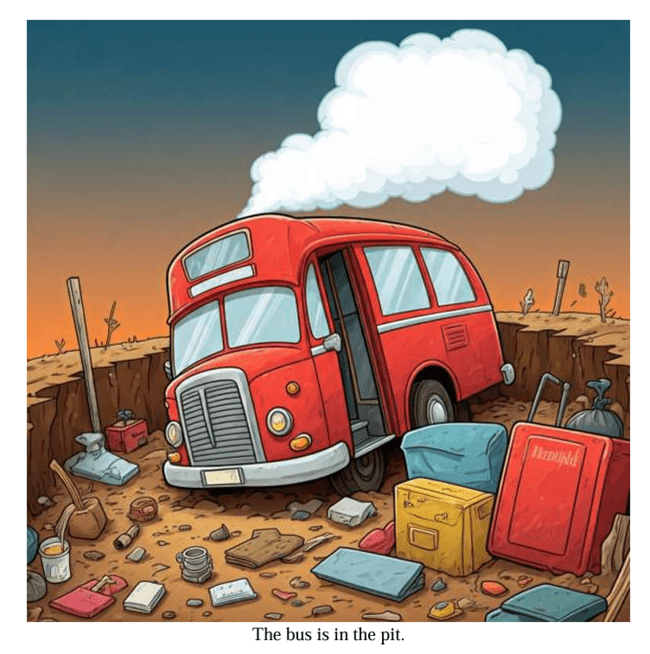 The bus is in the pit.